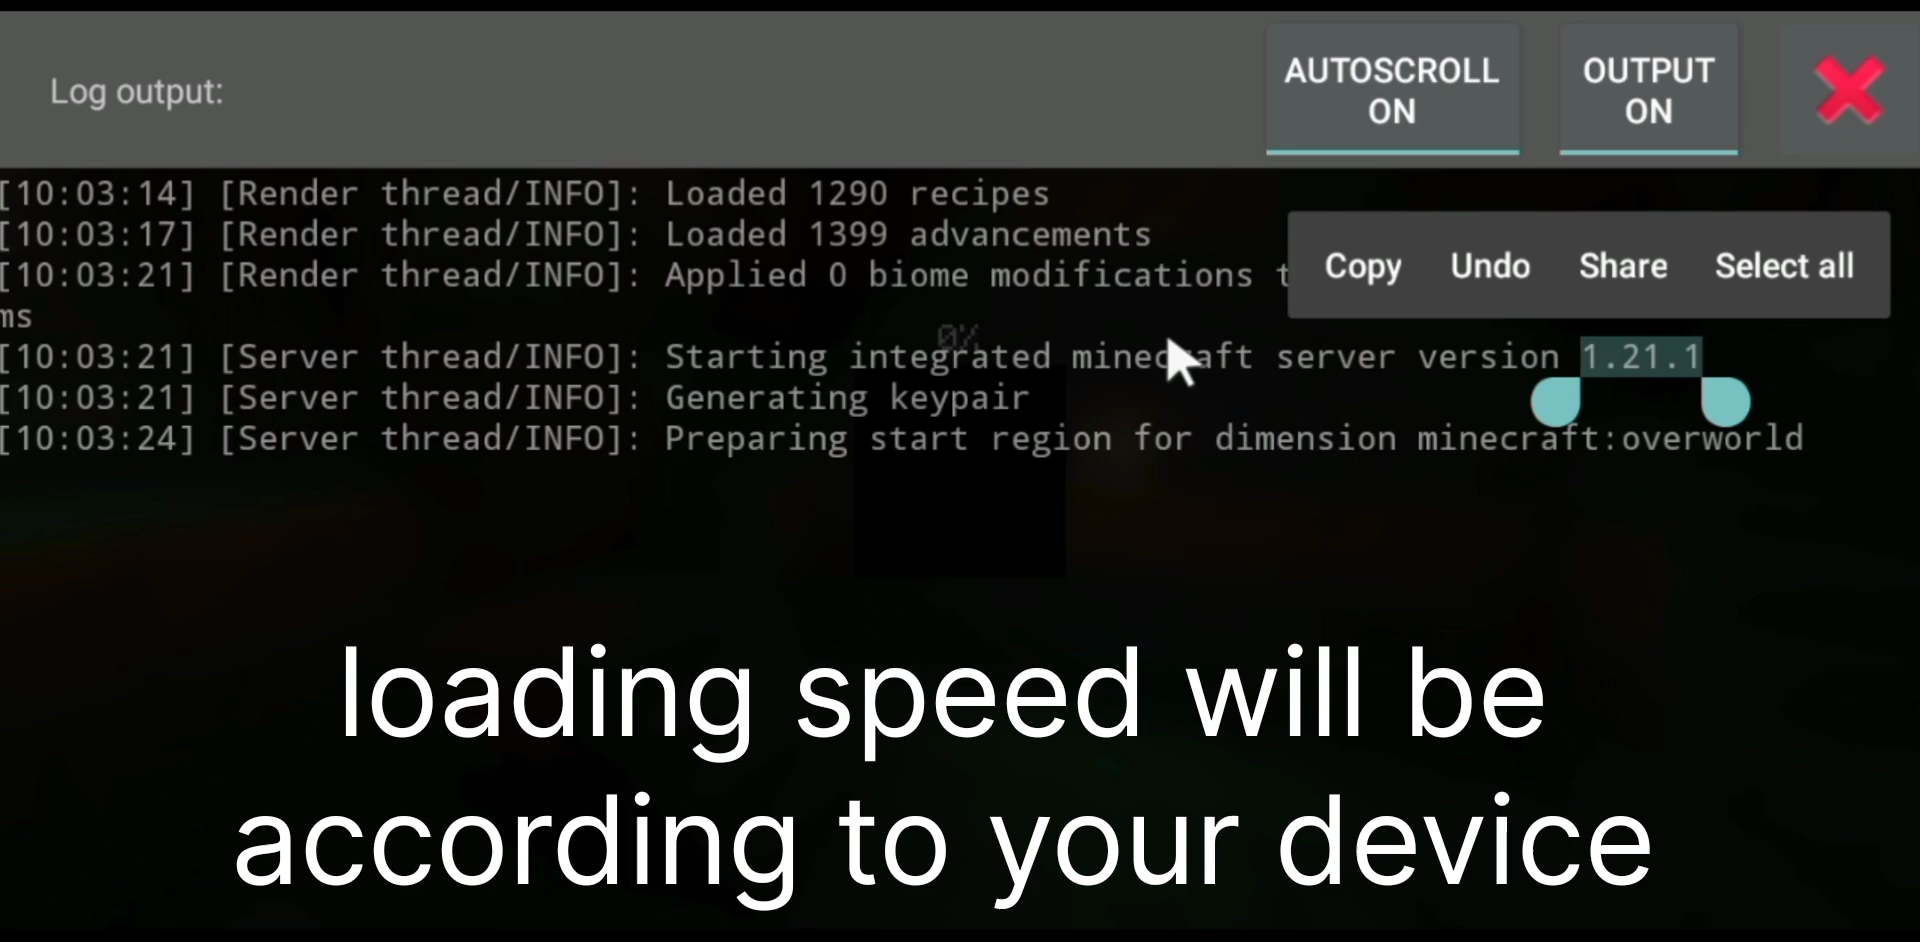 Log output:
AUTOSCROLL
ON
OUTPUT
ON
[10:03:14] [Render thread/INFO]: Loaded 1290 recipes
[10:03:17] [Render thread/INFO]: Loaded 1399 advancements
[10:03:21] [Render thread/INFO]: Applied 0 biome modifications
Copy Undo Share Select all
ms
0%
[10:03:21] [Server thread/INFO]: Starting integrated minecraft server version 1.21.1
[10:03:21] [Server thread/INFO]: Generating keypair
[10:03:24] [Server thread/INFO]: Preparing start region for dimension minecraft:overworld
loading speed will be
according to your device